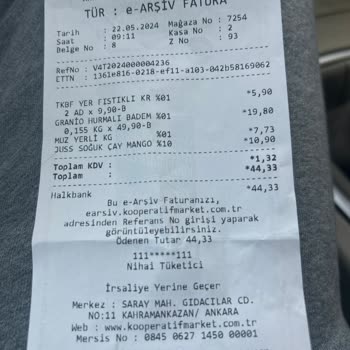 TÜR : e-ARŞİV FATURA
Tarih : 22.05.2024 Mağaza No : 7254
Saat : 09:11 Kasa No : 2
Belge No : 8 Z No : 93
RefNo : V4T2024000004236
ETTN : 1361e816-0218-ef11-a103-042b58169062
TKBF YER FISTIKLI KR %01 *5,90
2 AD x 9,90-B
GRANİO HURMALI BADEM %01 *19,80
0,155 KG x 49,90-B
MUZ YERLİ KG %01 *7,73
JUSS SOĞUK ÇAY MANGO %10 *10,90
Toplam KDV : *1,32
Toplam : *44,33
Halkbank *44,33
Bu e-Arşiv Faturanızı,
earsiv.kooperatifmarket.com.tr
adresinden Referans No girişi yaparak
görüntüleyebilirsiniz.
Ödenen Tutar 44,33
111*****111
Nihai Tüketici
İrsaliye Yerine Geçer
Merkez : SARAY MAH. GIDACILAR CD.
NO:11 KAHRAMANKAZAN/ ANKARA
Web : www.kooperatifmarket.com.tr
Mersis No : 0845 0627 1450 00001